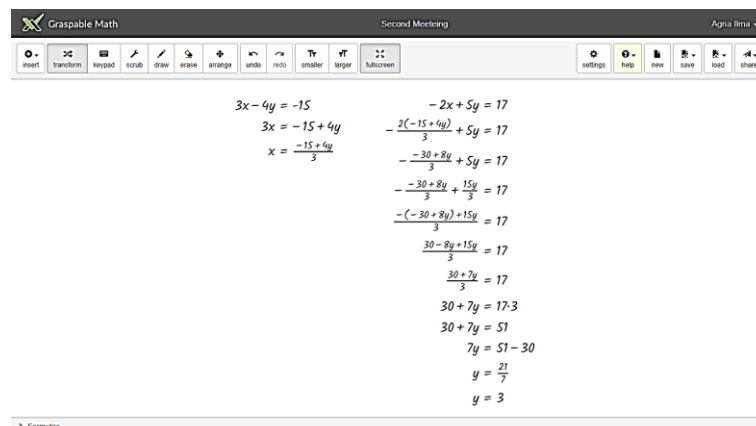 Graspable Math
Second Meeteing
Agna Ilma
insert transform keypad scrub draw erase arrange undo redo smaller larger fullscreen
settings help new save load share
3x − 4y = -15
3x = −15 + 4y
x = (−15 + 4y)/3
− 2x + 5y = 17
− 2(−15 + 4y)/3 + 5y = 17
− (−30 + 8y)/3 + 5y = 17
− (−30 + 8y)/3 + 15y/3 = 17
(−(−30 + 8y) + 15y)/3 = 17
(30 − 8y + 15y)/3 = 17
(30 + 7y)/3 = 17
30 + 7y = 17·3
30 + 7y = 51
7y = 51 − 30
y = 21/7
y = 3